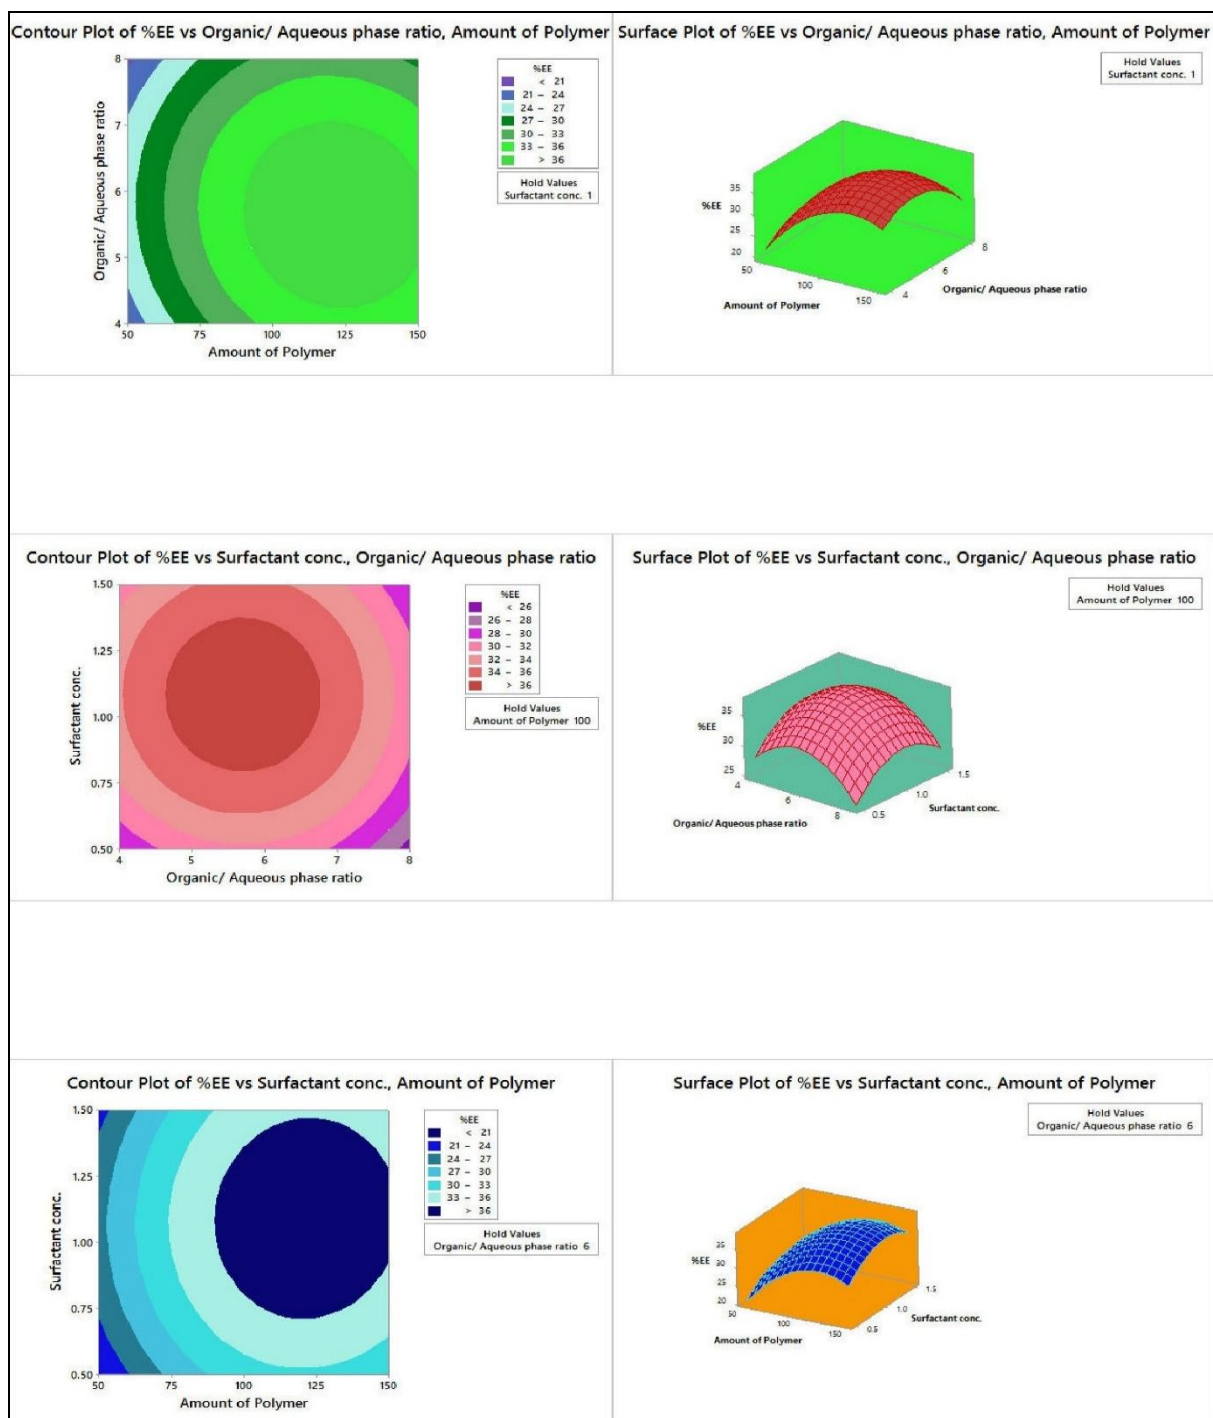 Contour Plot of %EE vs Organic/ Aqueous phase ratio, Amount of Polymer
%EE
< 21
21 – 24
24 – 27
27 – 30
30 – 33
33 – 36
> 36
Hold Values
Surfactant conc. 1
Organic/ Aqueous phase ratio
8
7
6
5
4
50 75 100 125 150
Amount of Polymer
Surface Plot of %EE vs Organic/ Aqueous phase ratio, Amount of Polymer
Hold Values
Surfactant conc. 1
%EE
35
30
25
20
50
100
150
Amount of Polymer
4
6
8
Organic/ Aqueous phase ratio
Contour Plot of %EE vs Surfactant conc., Organic/ Aqueous phase ratio
%EE
< 26
26 – 28
28 – 30
30 – 32
32 – 34
34 – 36
> 36
Hold Values
Amount of Polymer 100
Surfactant conc.
1.50
1.25
1.00
0.75
0.50
4 5 6 7 8
Organic/ Aqueous phase ratio
Surface Plot of %EE vs Surfactant conc., Organic/ Aqueous phase ratio
Hold Values
Amount of Polymer 100
%EE
35
30
25
4
6
8
Organic/ Aqueous phase ratio
0.5
1.0
1.5
Surfactant conc.
Contour Plot of %EE vs Surfactant conc., Amount of Polymer
%EE
< 21
21 – 24
24 – 27
27 – 30
30 – 33
33 – 36
> 36
Hold Values
Organic/ Aqueous phase ratio 6
Surfactant conc.
1.50
1.25
1.00
0.75
0.50
50 75 100 125 150
Amount of Polymer
Surface Plot of %EE vs Surfactant conc., Amount of Polymer
Hold Values
Organic/ Aqueous phase ratio 6
%EE
35
30
25
20
50
100
150
Amount of Polymer
0.5
1.0
1.5
Surfactant conc.